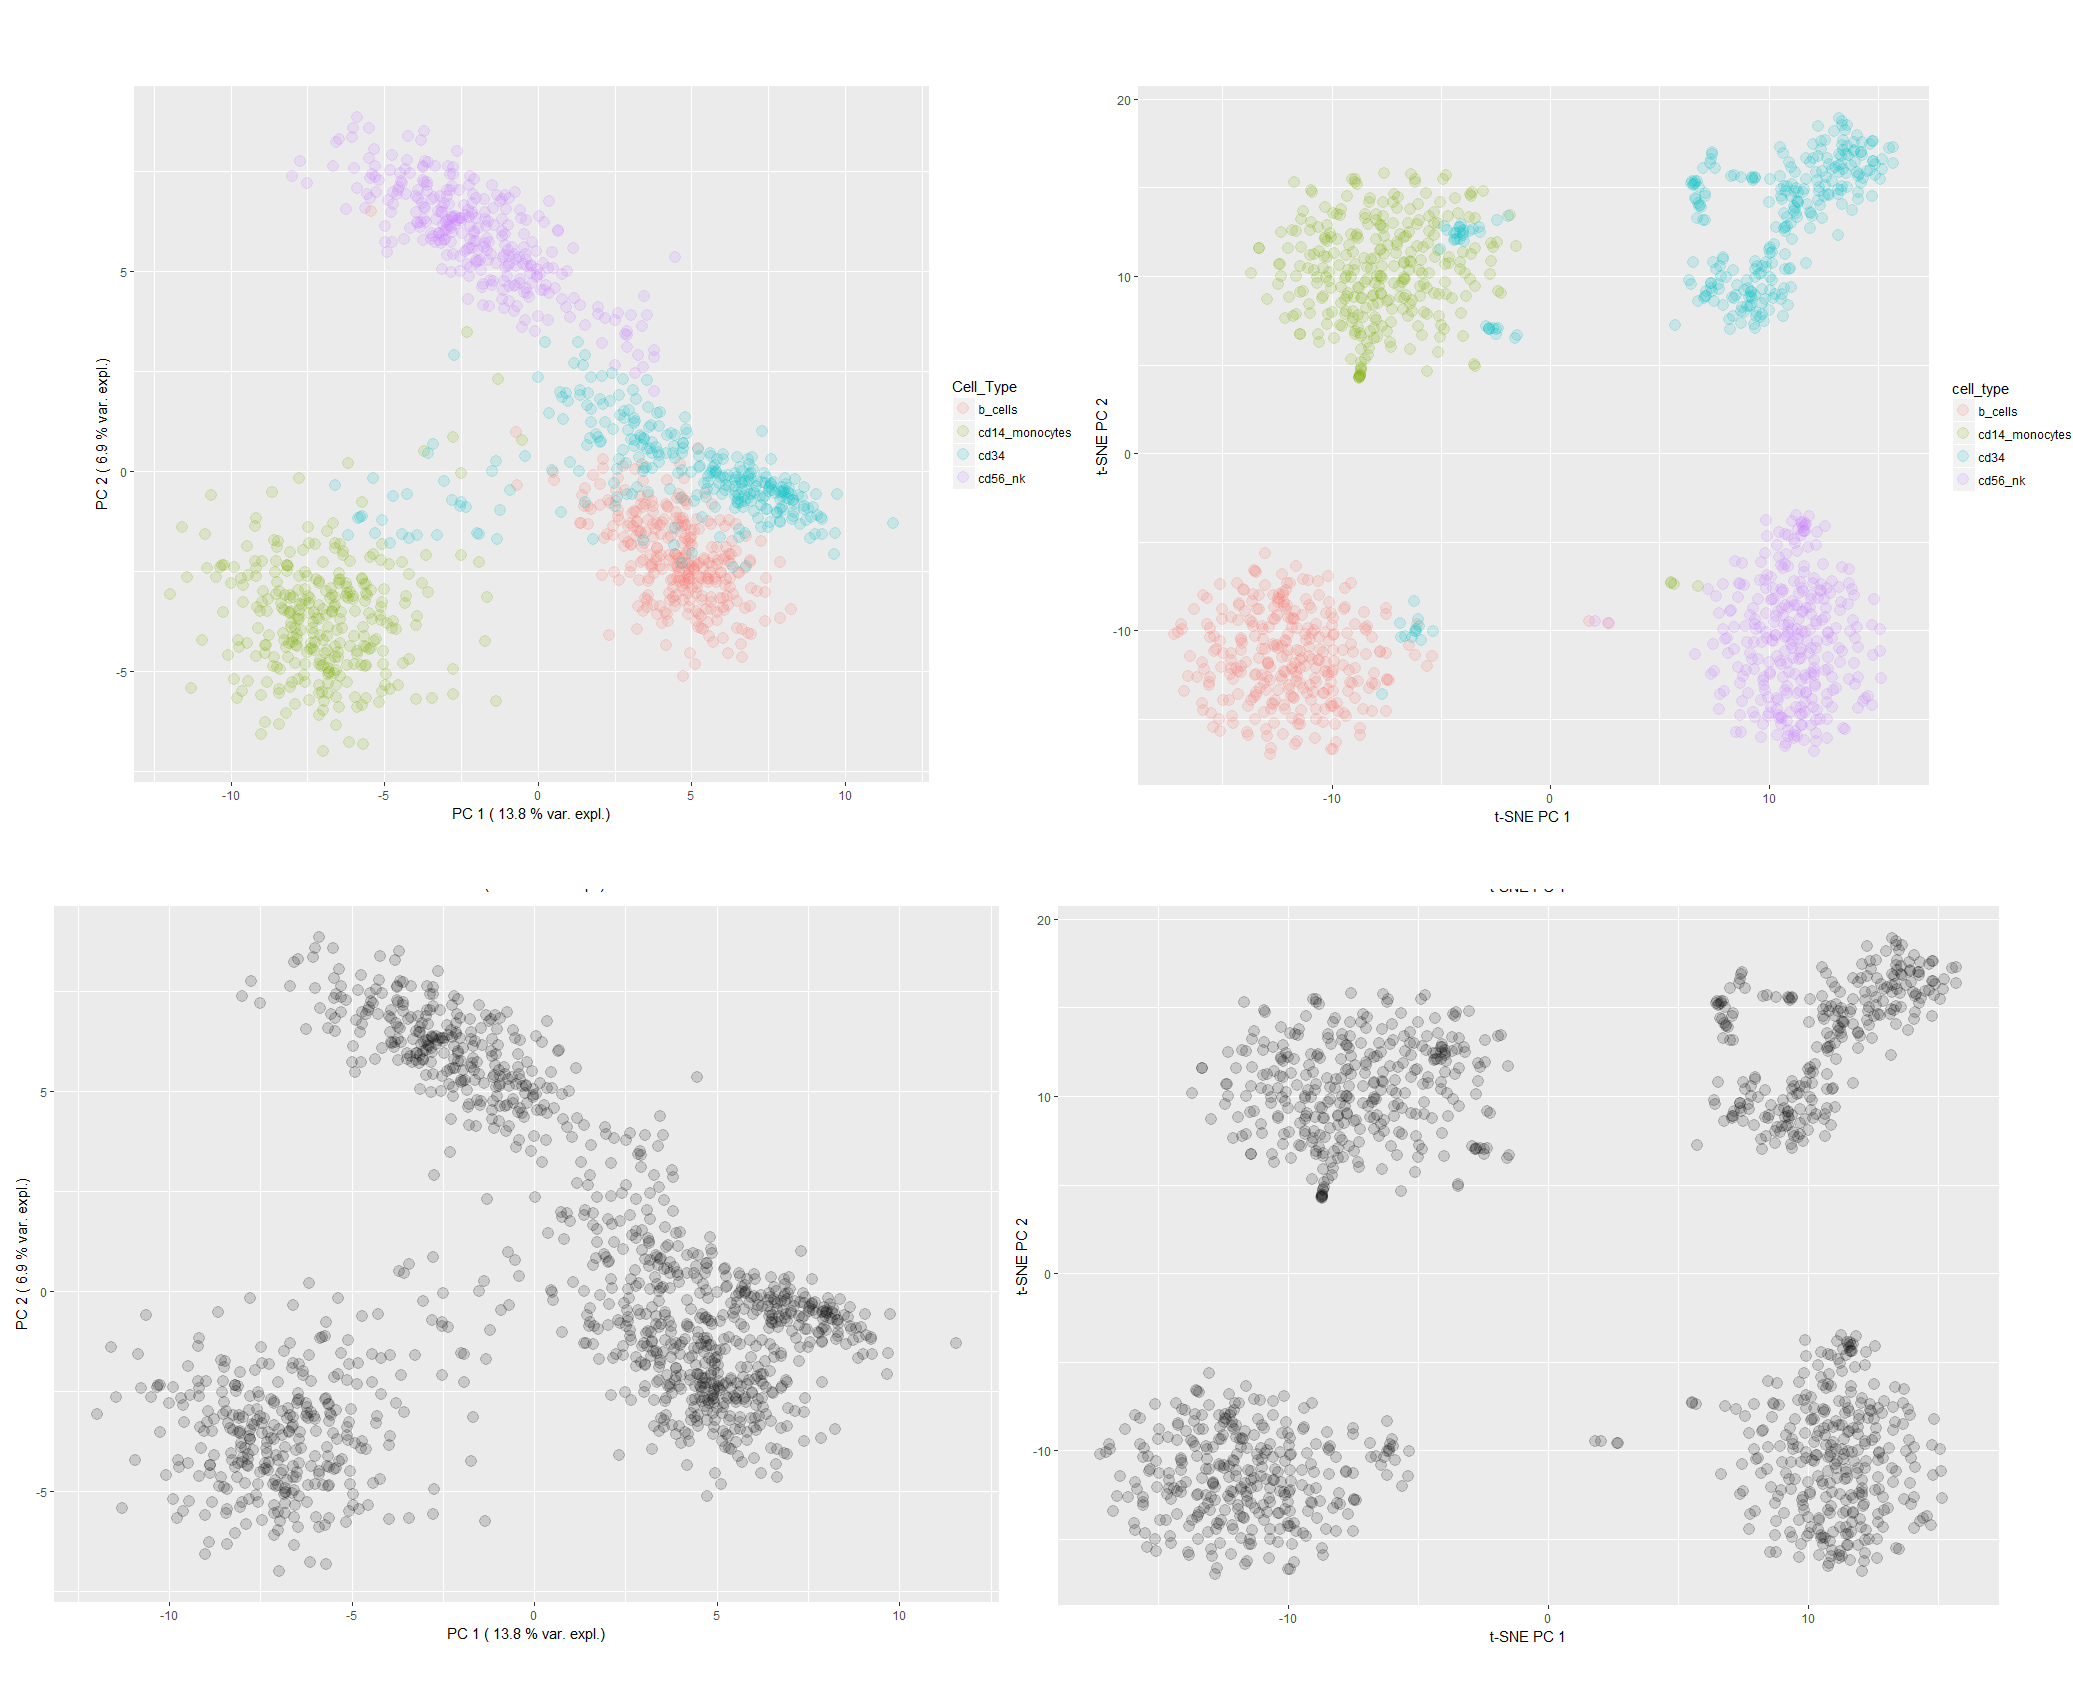 5
0
-5
-10
-5
0
5
10
PC 1 ( 13.8 % var. expl.)
PC 2 ( 6.9 % var. expl.)
Cell_Type
b_cells
cd14_monocytes
cd34
cd56_nk
20
10
0
-10
-10
0
10
t-SNE PC 1
t-SNE PC 2
cell_type
b_cells
cd14_monocytes
cd34
cd56_nk
5
0
-5
-10
-5
0
5
10
PC 1 ( 13.8 % var. expl.)
PC 2 ( 6.9 % var. expl.)
20
10
0
-10
-10
0
10
t-SNE PC 1
t-SNE PC 2